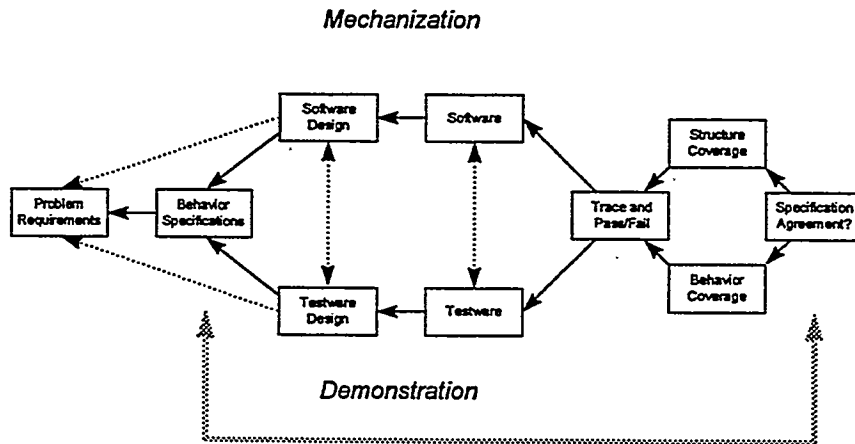 Mechanization
Software
Design
Software
Structure
Coverage
Problem
Requirements
Behavior
Specifications
Trace and
Pass/Fail
Specification
Agreement?
Testware
Design
Testware
Behavior
Coverage
Demonstration